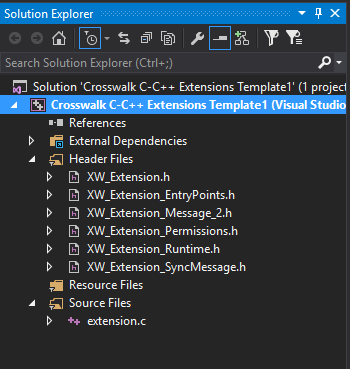 Solution Explorer
Search Solution Explorer (Ctrl+;)
Solution 'Crosswalk C-C++ Extensions Template1' (1 project
Crosswalk C-C++ Extensions Template1 (Visual Studio
References
External Dependencies
Header Files
XW_Extension.h
XW_Extension_EntryPoints.h
XW_Extension_Message_2.h
XW_Extension_Permissions.h
XW_Extension_Runtime.h
XW_Extension_SyncMessage.h
Resource Files
Source Files
extension.c